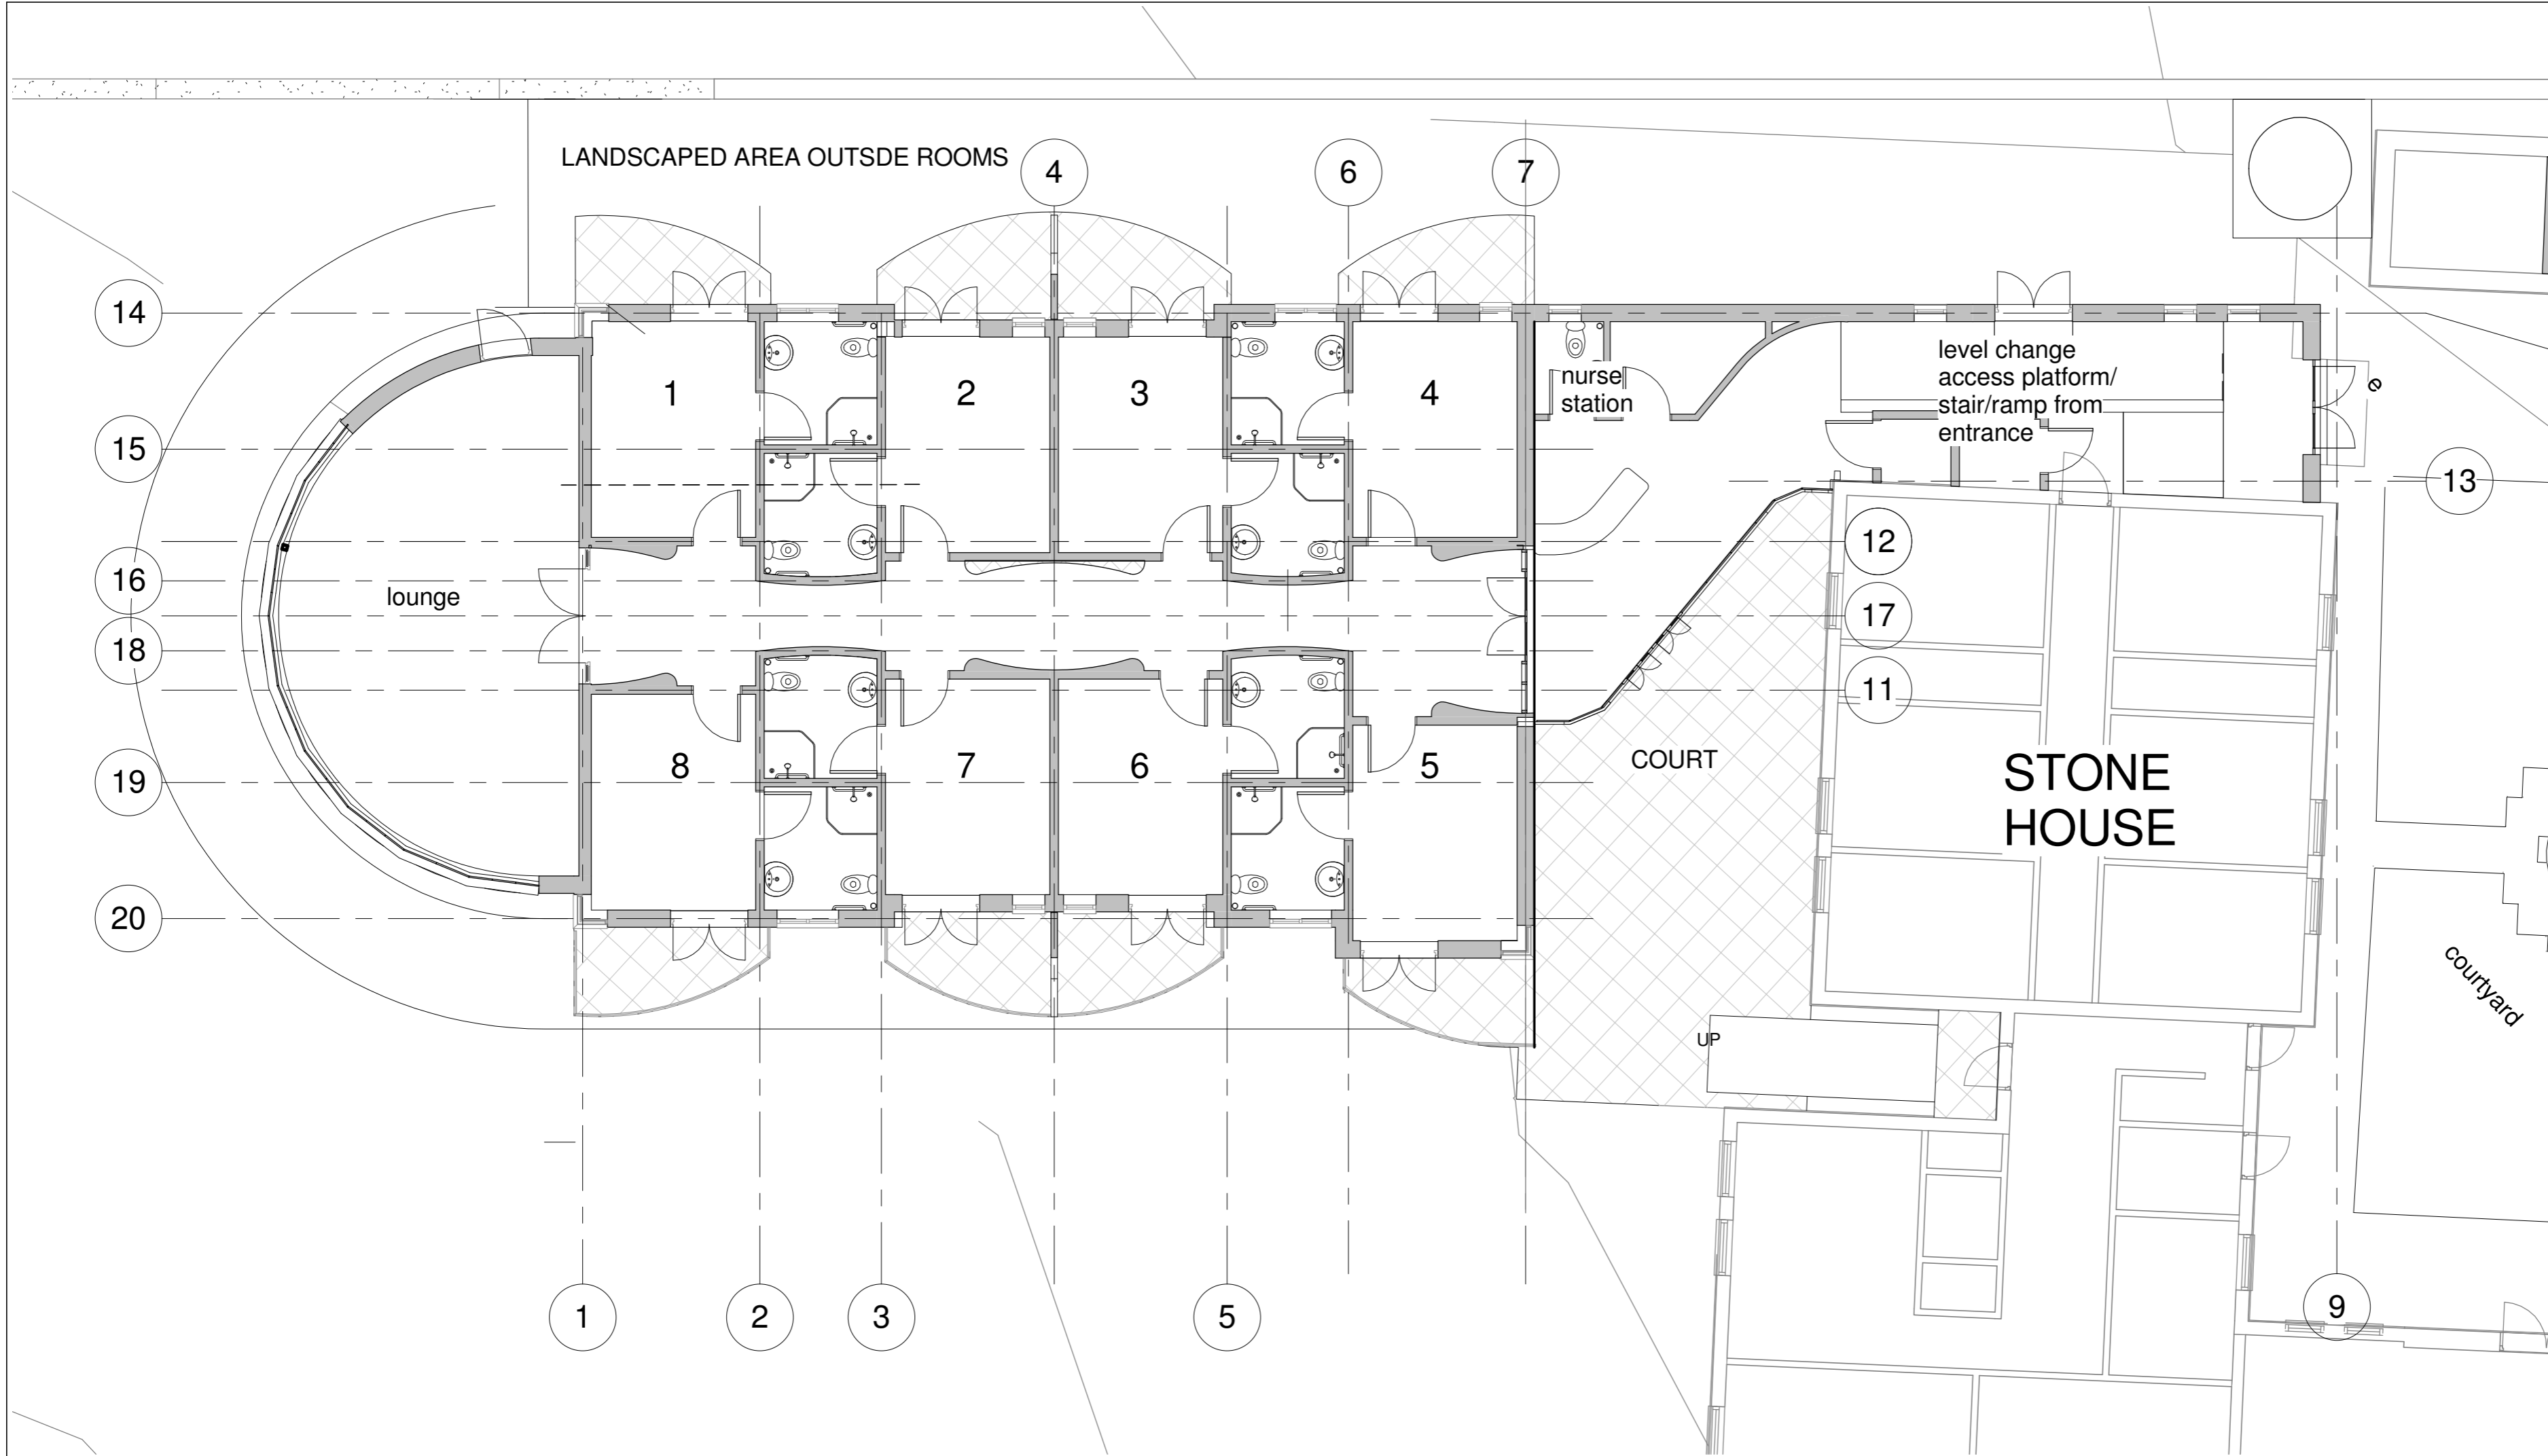 LANDSCAPED AREA OUTSDE ROOMS
4
6
7
14
15
16
18
19
20
1
2
3
4
nurse
station
level change
access platform/
stair/ramp from
entrance
e
13
12
17
11
lounge
8
7
6
5
COURT
STONE
HOUSE
courtyard
UP
1
2
3
5
9